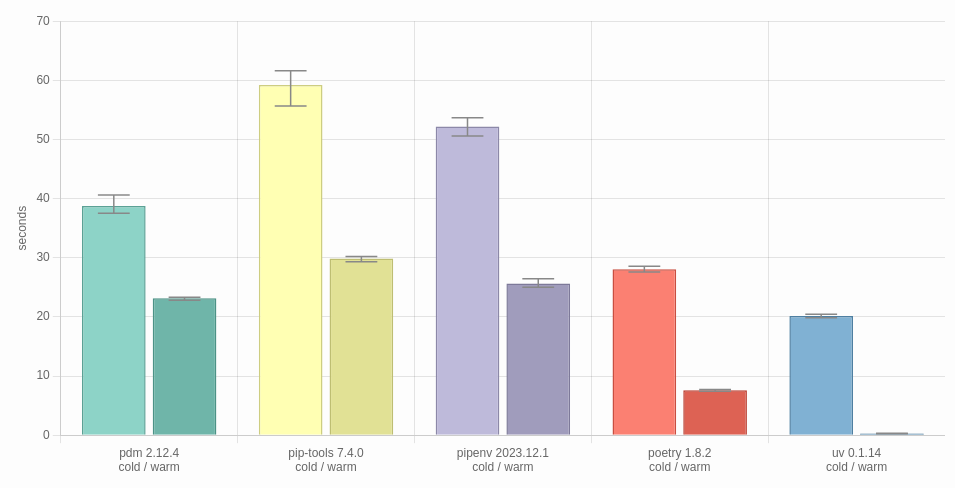 70
60
50
40
30
20
10
0
seconds
pdm 2.12.4
cold / warm
pip-tools 7.4.0
cold / warm
pipenv 2023.12.1
cold / warm
poetry 1.8.2
cold / warm
uv 0.1.14
cold / warm